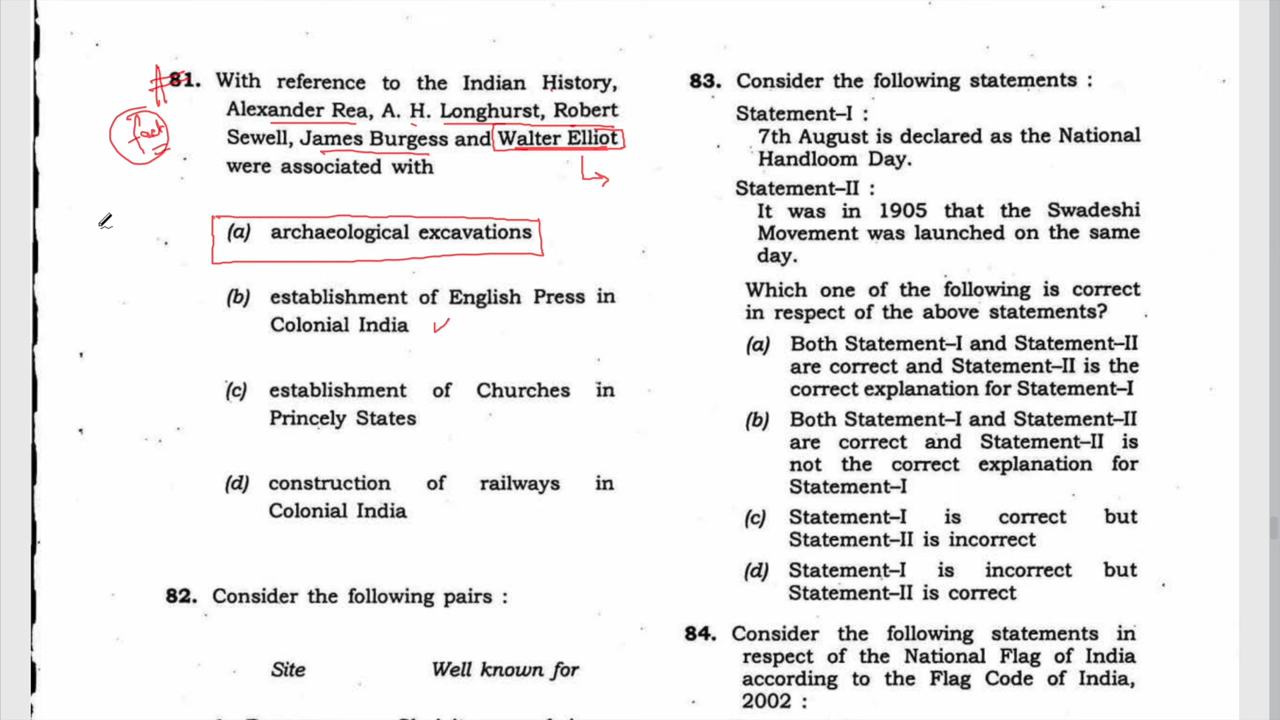 81. With reference to the Indian History,
Alexander Rea, A. H. Longhurst, Robert
Sewell, James Burgess and Walter Elliot
were associated with
Fact
(a) archaeological excavations
(b) establishment of English Press in
Colonial India
(c) establishment of Churches in
Princely States
(d) construction of railways in
Colonial India
82. Consider the following pairs :
Site Well known for
83. Consider the following statements :
Statement–I :
7th August is declared as the National
Handloom Day.
Statement–II :
It was in 1905 that the Swadeshi
Movement was launched on the same
day.
Which one of the following is correct
in respect of the above statements?
(a) Both Statement–I and Statement–II
are correct and Statement–II is the
correct explanation for Statement–I
(b) Both Statement–I and Statement–II
are correct and Statement–II is
not the correct explanation for
Statement–I
(c) Statement–I is correct but
Statement–II is incorrect
(d) Statement–I is incorrect but
Statement–II is correct
84. Consider the following statements in
respect of the National Flag of India
according to the Flag Code of India,
2002 :